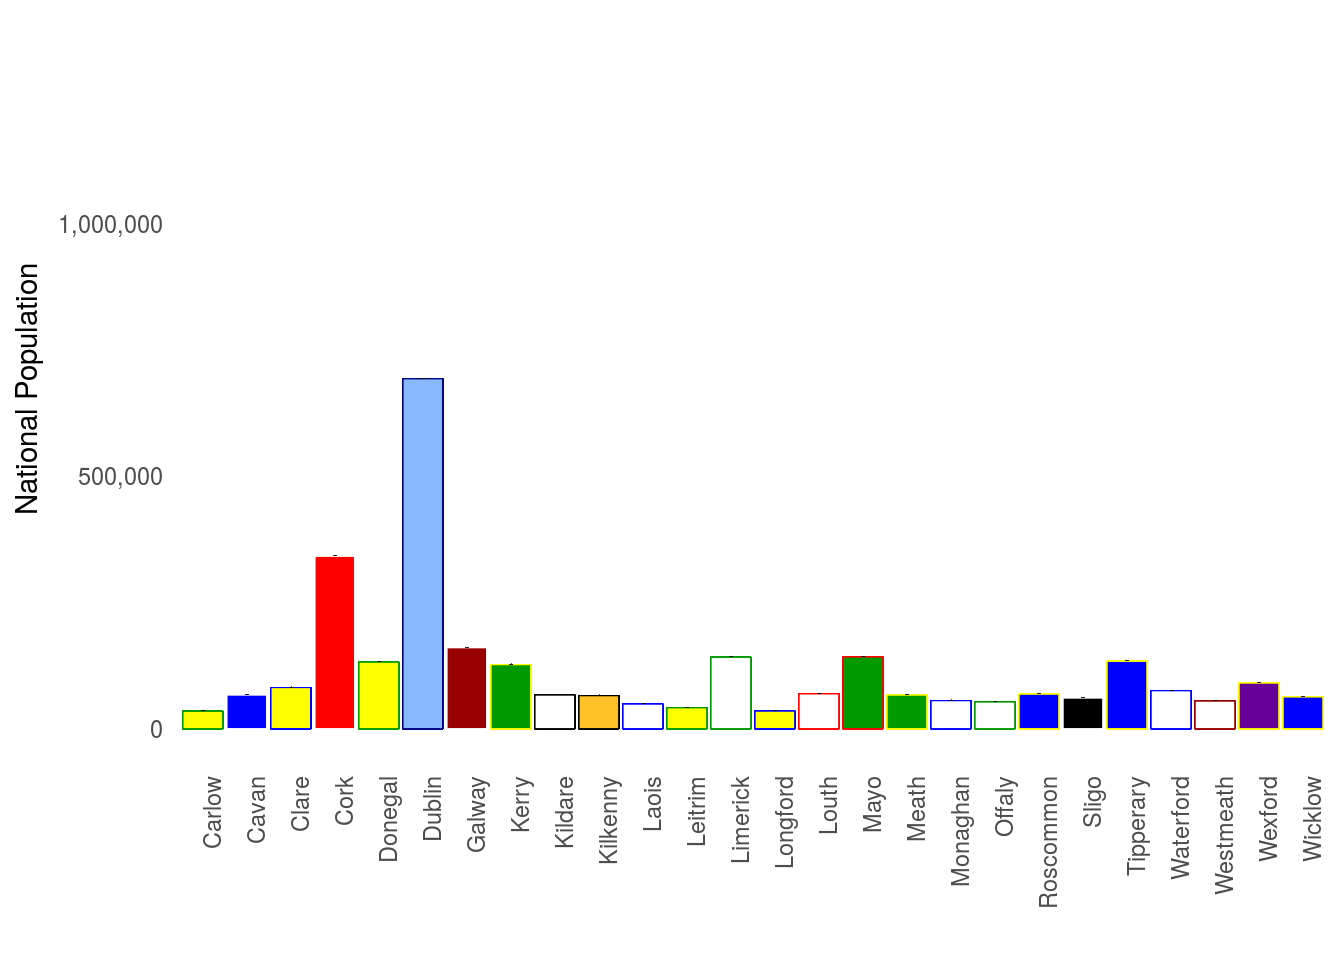 National Population
1,000,000
500,000
0
Carlow
Cavan
Clare
Cork
Donegal
Dublin
Galway
Kerry
Kildare
Kilkenny
Laois
Leitrim
Limerick
Longford
Louth
Mayo
Meath
Monaghan
Offaly
Roscommon
Sligo
Tipperary
Waterford
Westmeath
Wexford
Wicklow